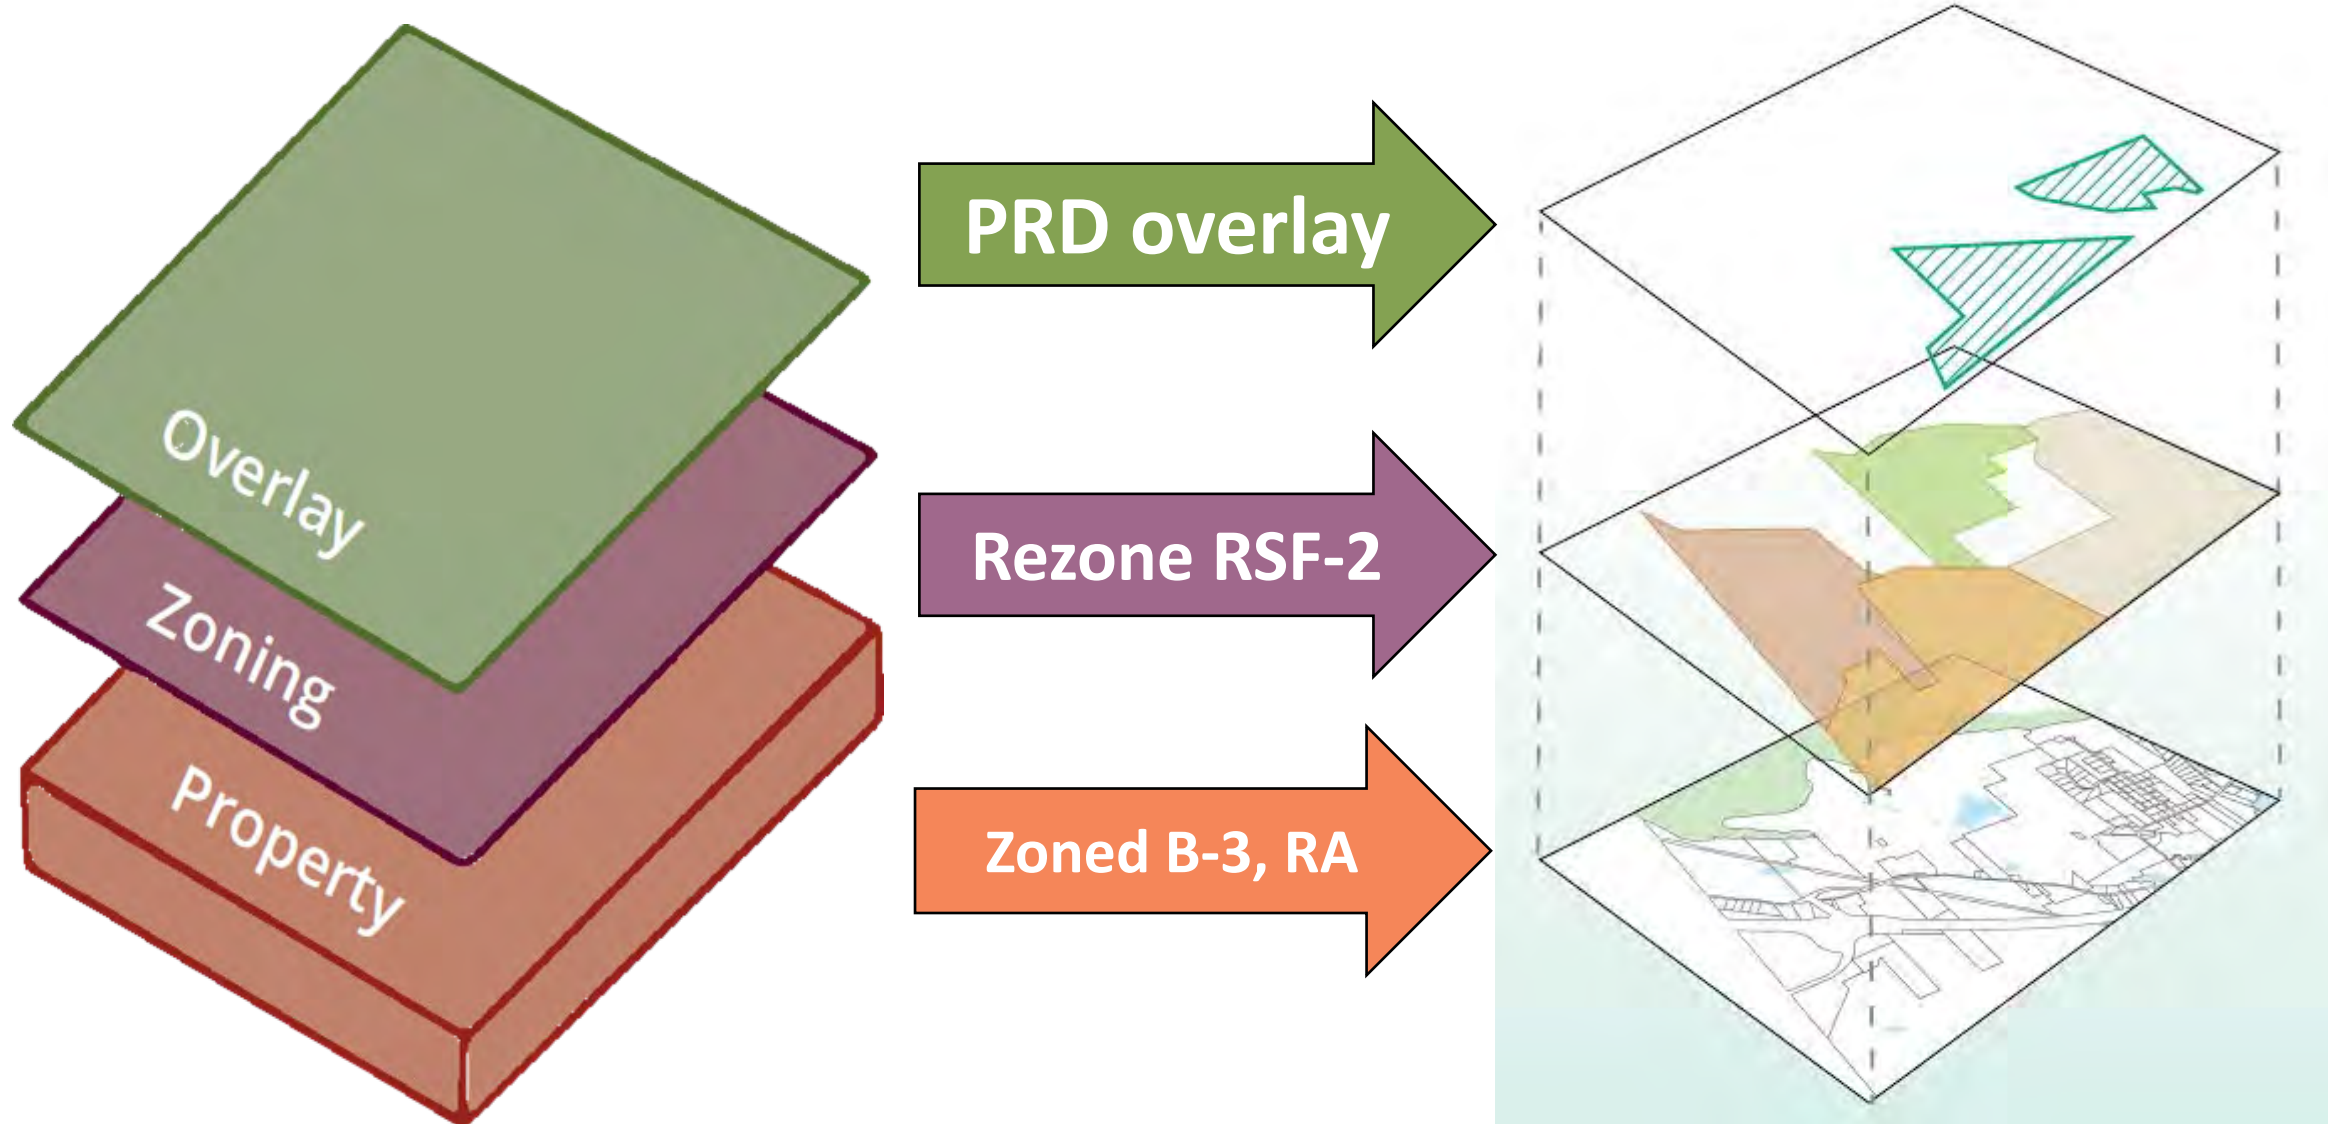 Overlay
Zoning
Property
PRD overlay
Rezone RSF-2
Zoned B-3, RA